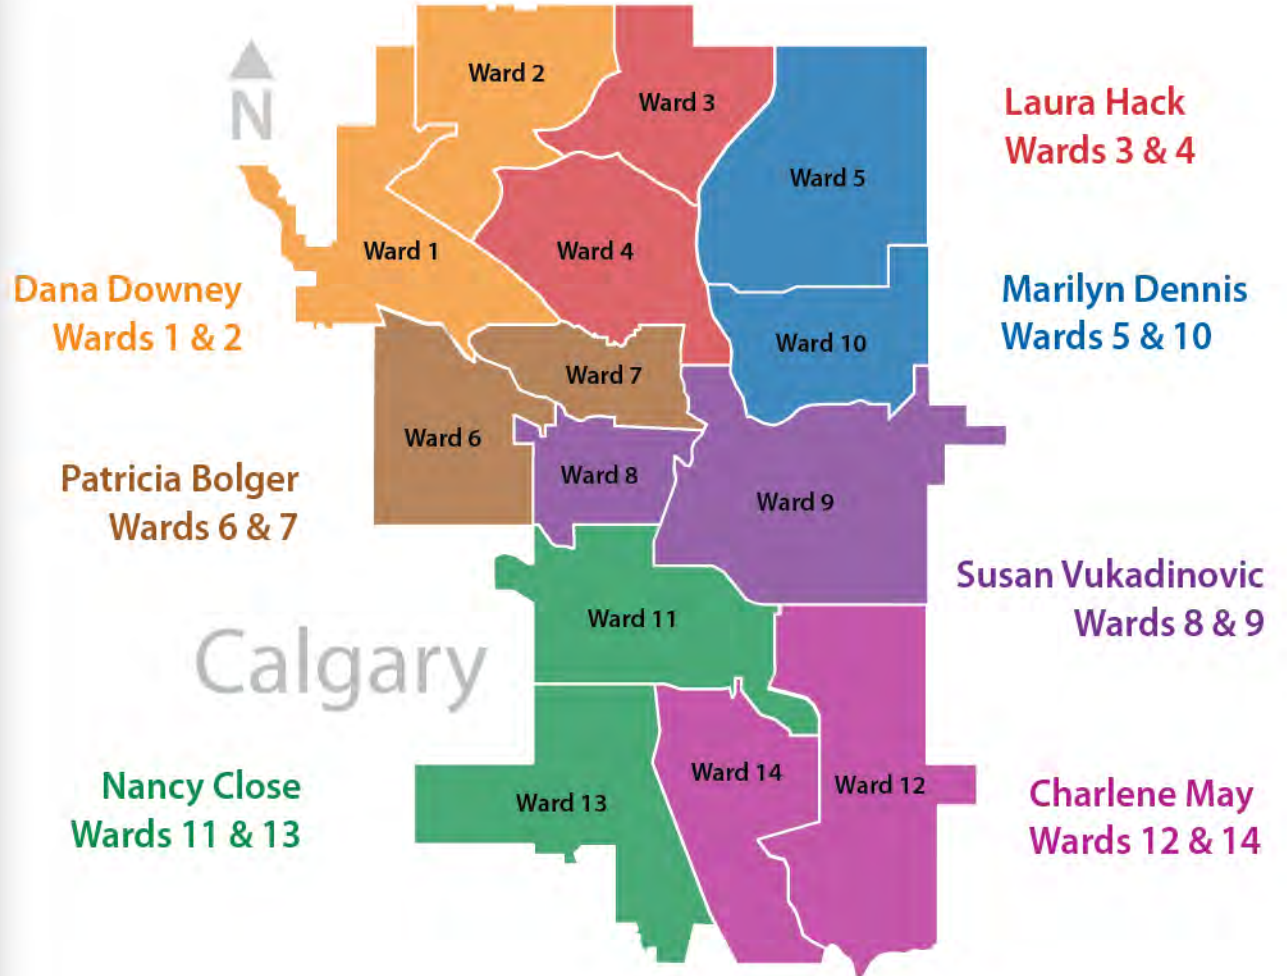 N
Ward 2
Ward 3
Laura Hack
Wards 3 & 4
Ward 5
Ward 1
Ward 4
Dana Downey
Wards 1 & 2
Marilyn Dennis
Wards 5 & 10
Ward 10
Ward 7
Ward 6
Ward 8
Ward 9
Patricia Bolger
Wards 6 & 7
Susan Vukadinovic
Wards 8 & 9
Ward 11
Calgary
Ward 14
Ward 12
Ward 13
Nancy Close
Wards 11 & 13
Charlene May
Wards 12 & 14